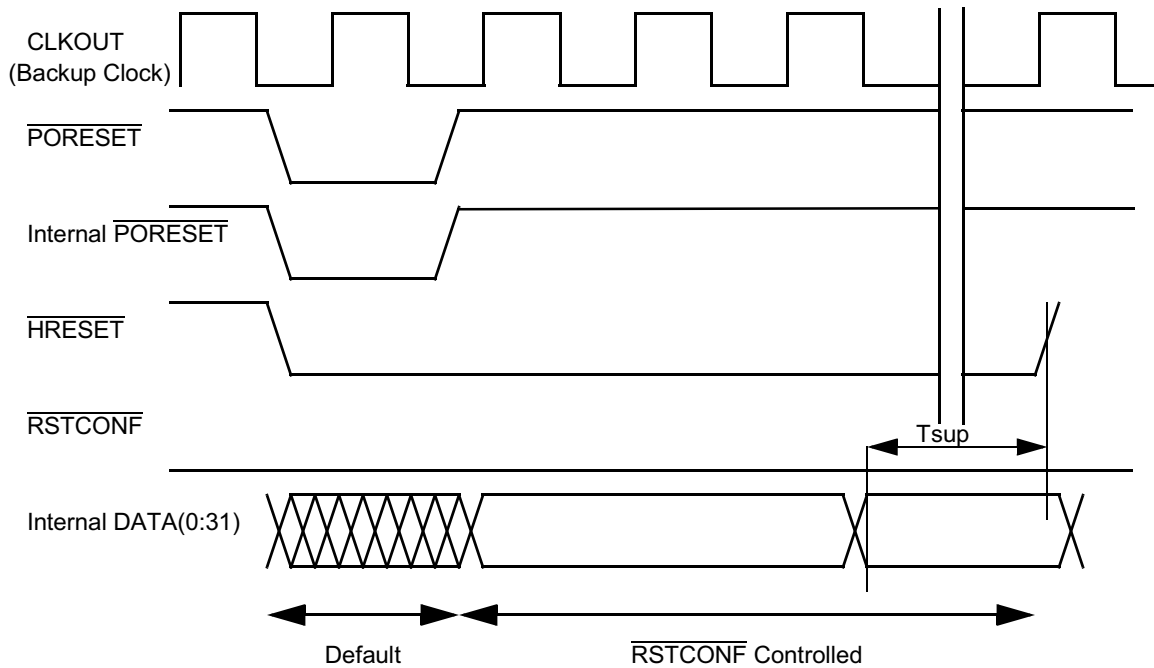 CLKOUT
(Backup Clock)
PORESET
Internal PORESET
HRESET
RSTCONF
Tsup
Internal DATA(0:31)
Default
RSTCONF Controlled